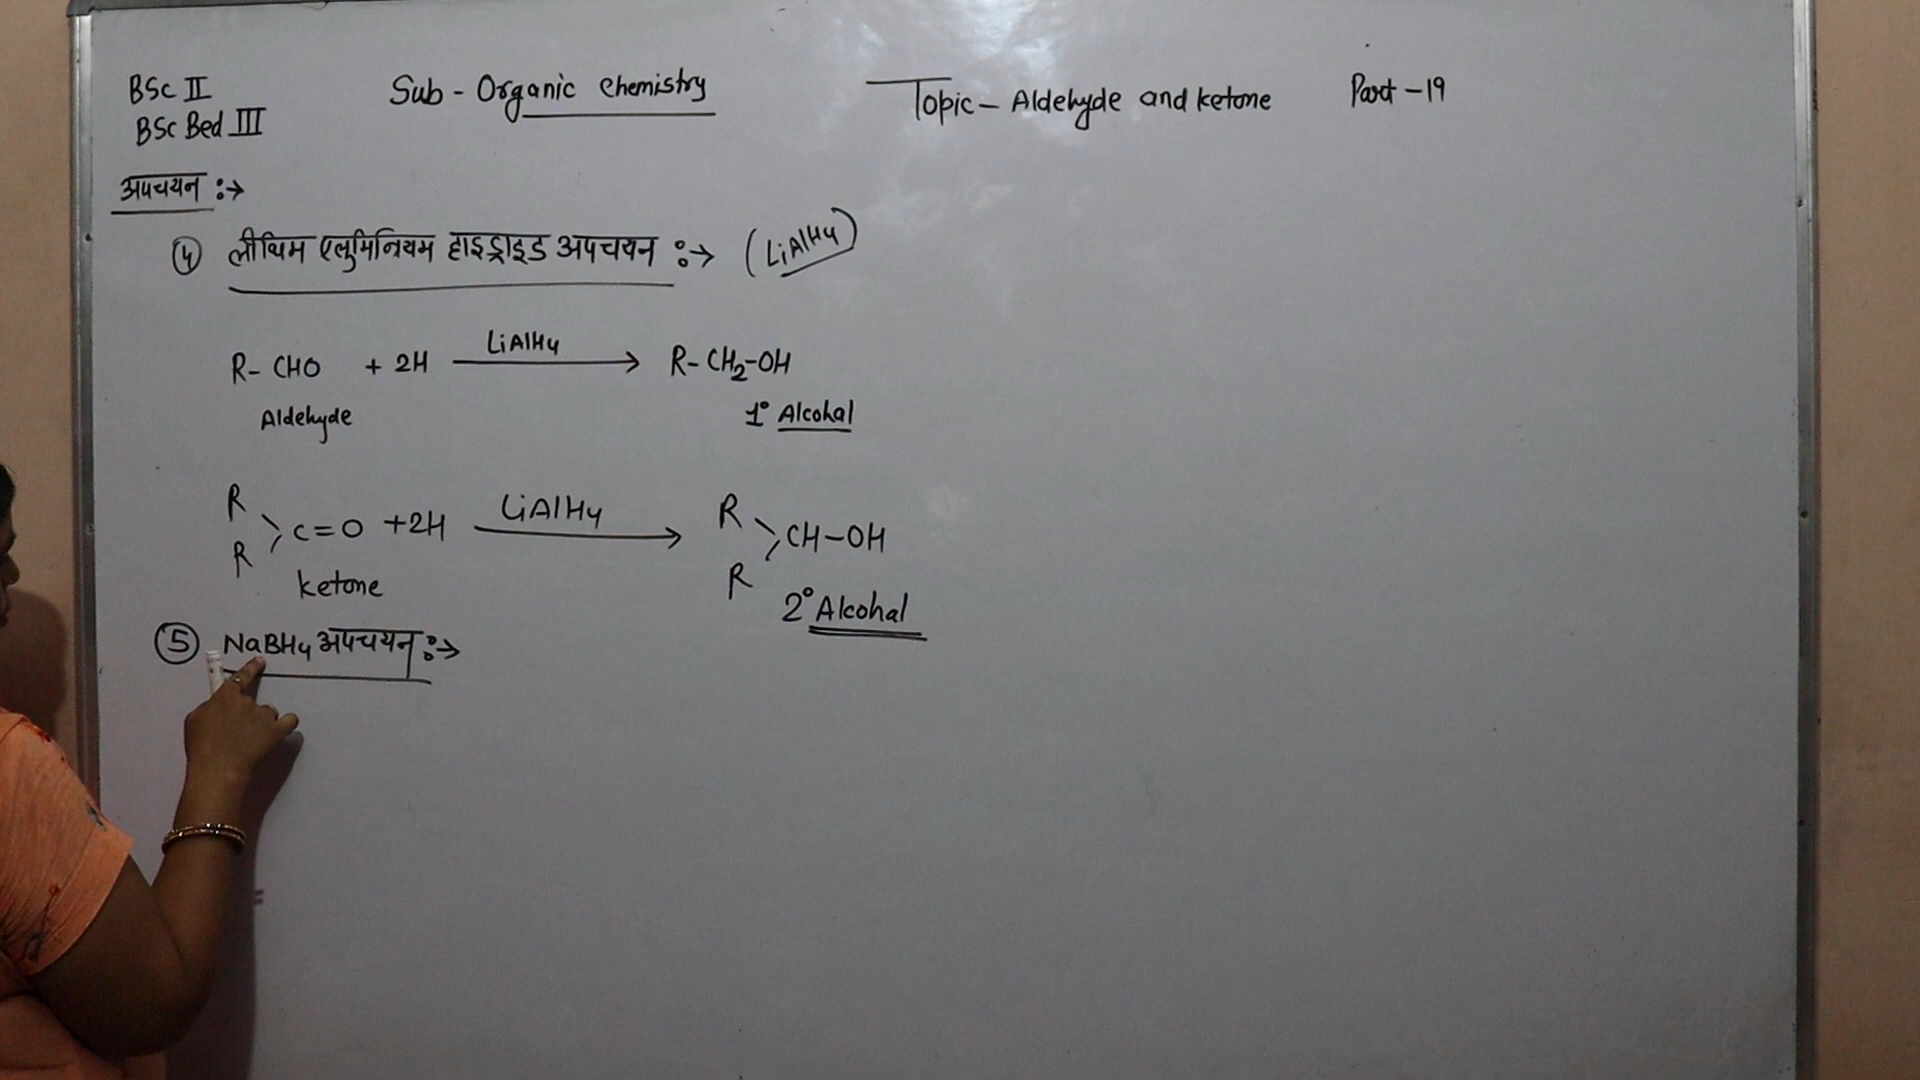 BSc II Sub - Organic chemistry Topic - Aldehyde and ketone Part - 19
BSc Bed III
अपचयन :→
④ लीथियम एलुमिनियम हाइड्राइड अपचयन :→ (LiAlH4)
R- CHO + 2H LiAlH4 → R- CH2-OH
Aldehyde 1° Alcohal
R R C=O +2H LiAlH4 → R R CH-OH
ketone 2° Alcohal
⑤ NaBH4 अपचयन :→